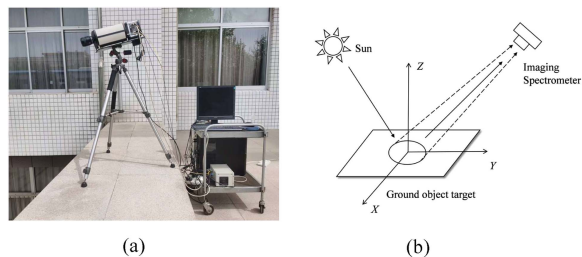 Sun
Z
Imaging
Spectrometer
Y
X
Ground object target
(a)
(b)